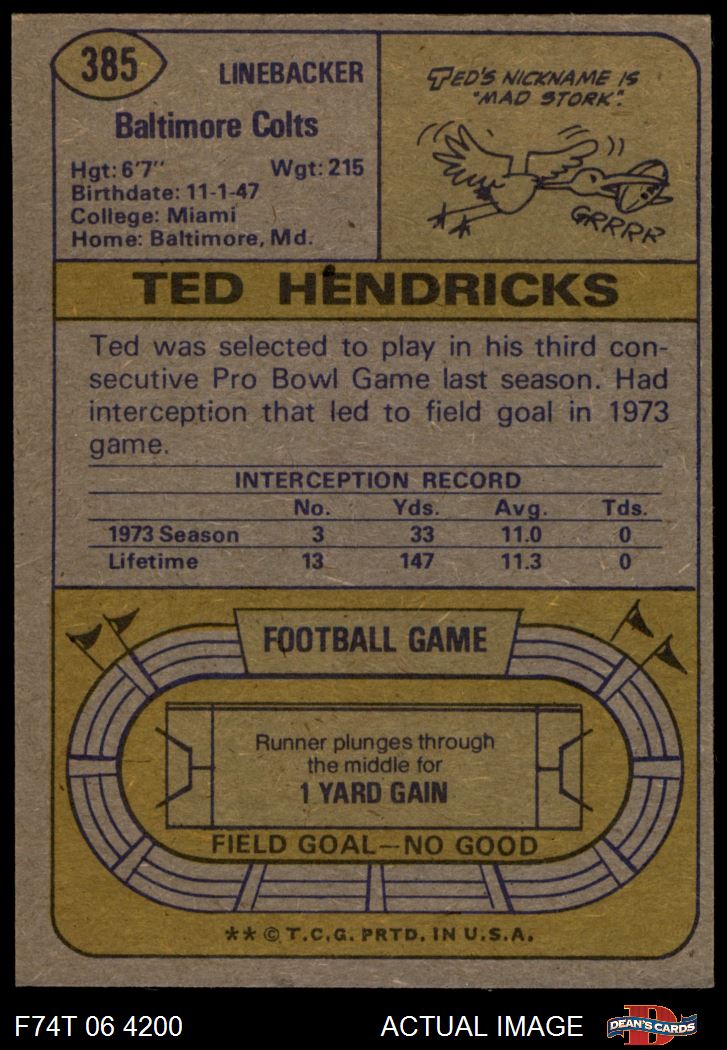 385
LINEBACKER
Baltimore Colts
Hgt: 6'7" Wgt: 215
Birthdate: 11-1-47
College: Miami
Home: Baltimore, Md.
TED'S NICKNAME IS
"MAD STORK".
GRRRR
TED HENDRICKS
Ted was selected to play in his third con-
secutive Pro Bowl Game last season. Had
interception that led to field goal in 1973
game.
INTERCEPTION RECORD
No. Yds. Avg. Tds.
1973 Season 3 33 11.0 0
Lifetime 13 147 11.3 0
FOOTBALL GAME
Runner plunges through
the middle for
1 YARD GAIN
FIELD GOAL—NO GOOD
** © T.C.G. PRTD. IN U.S.A.
F74T 06 4200 ACTUAL IMAGE
D
DEAN'S CARDS